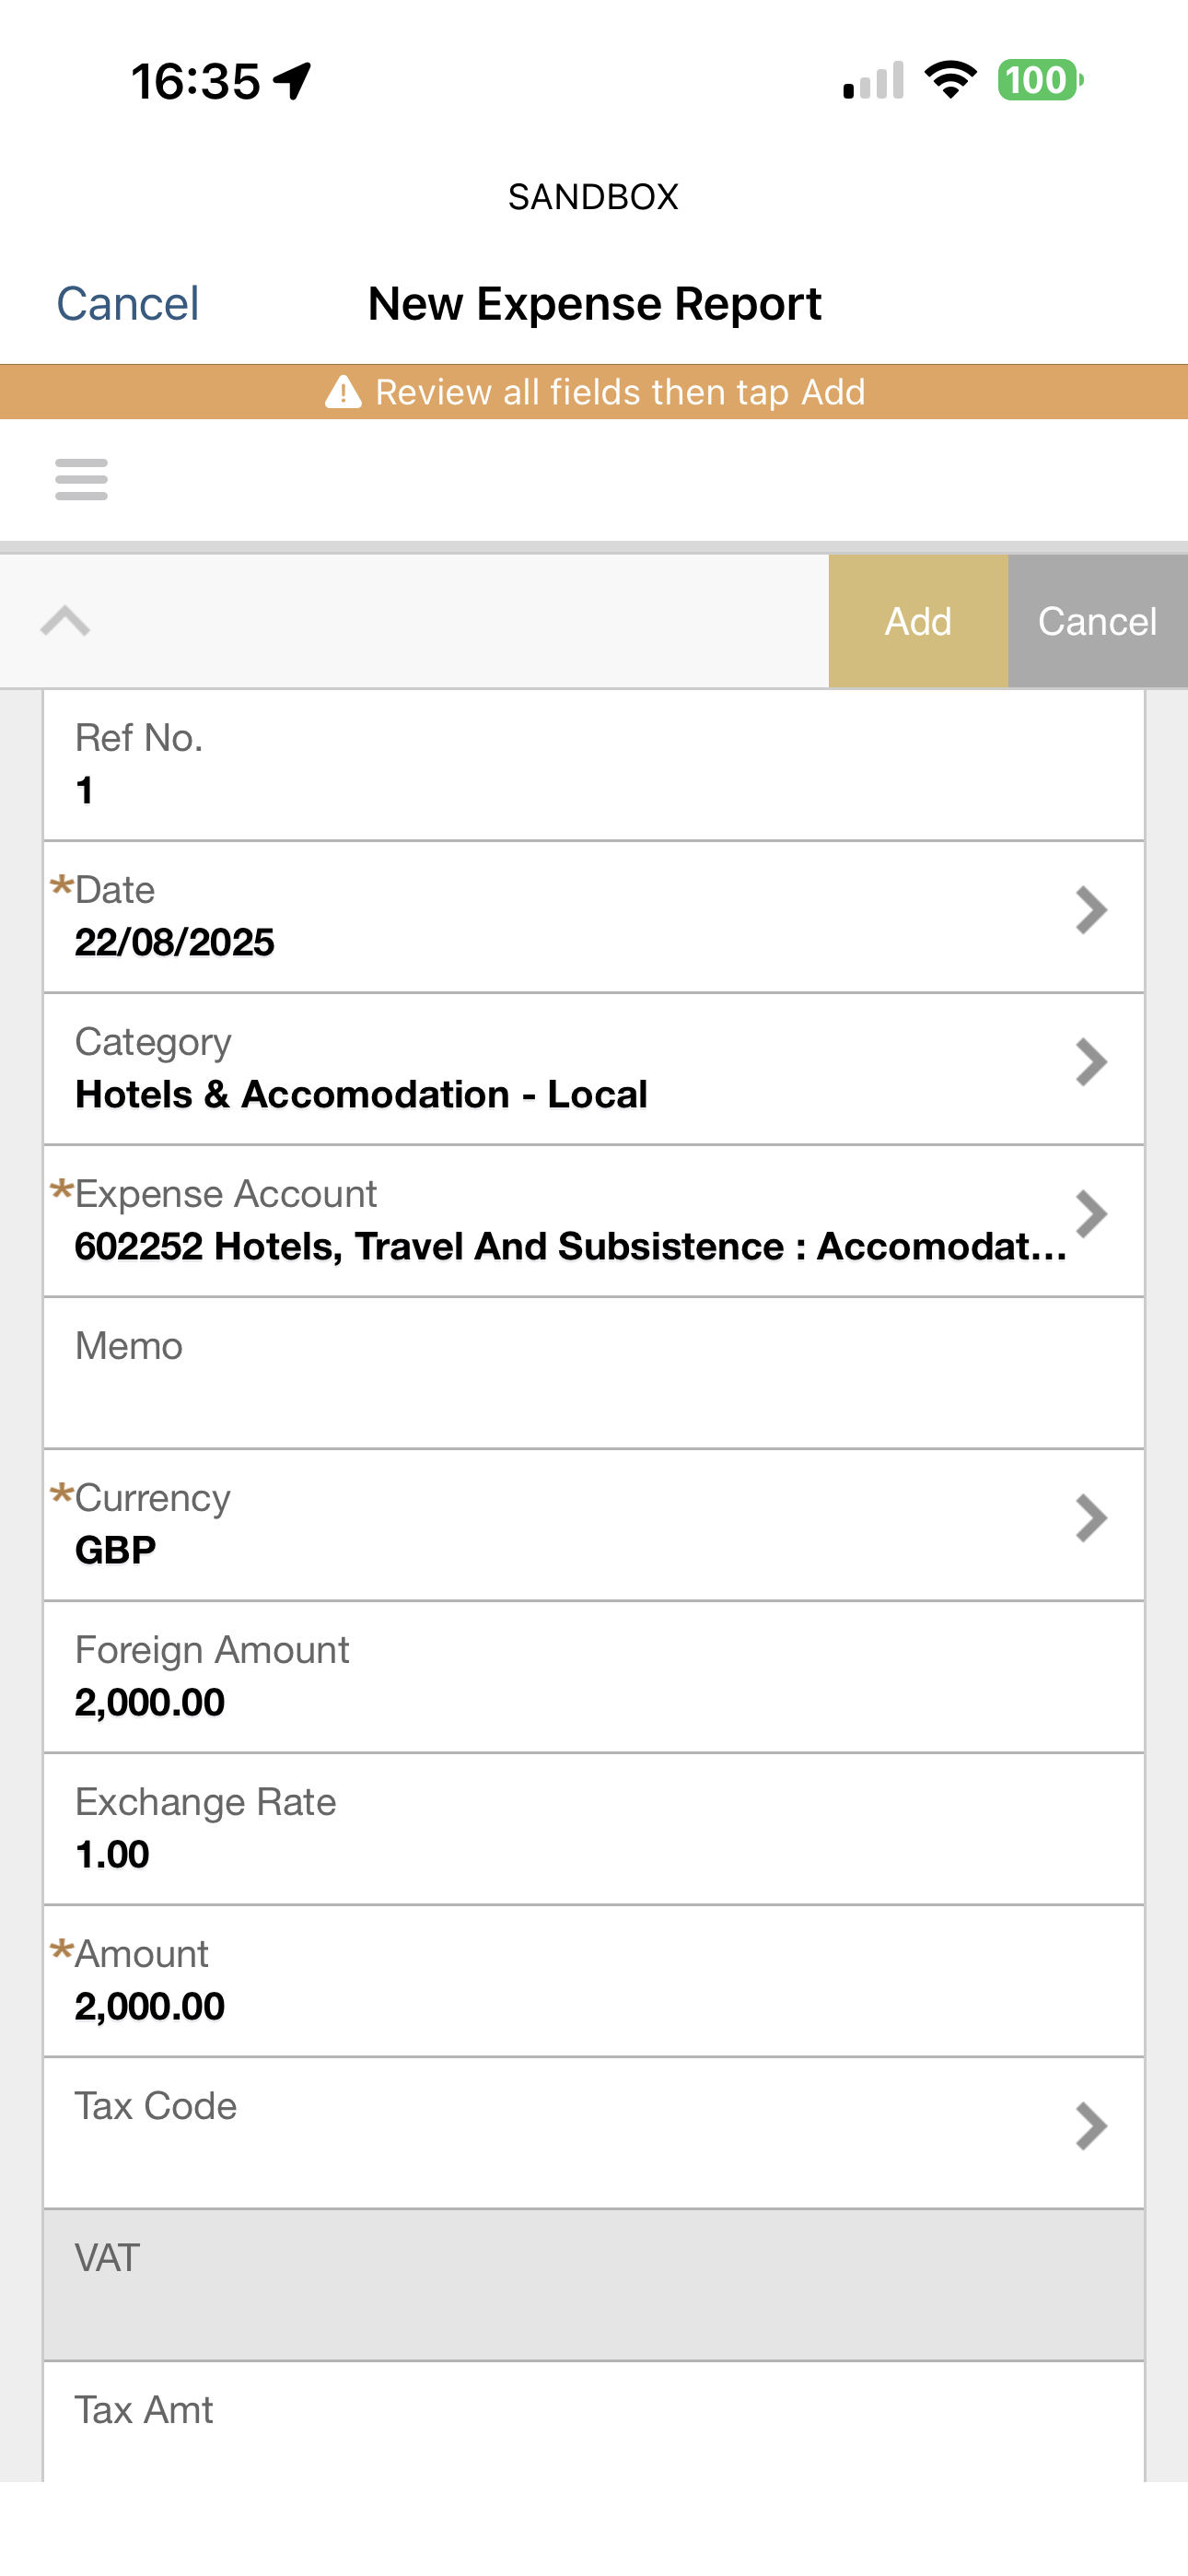 16:35
100
SANDBOX
Cancel
New Expense Report
Review all fields then tap Add
Add
Cancel
Ref No.
1
*Date
22/08/2025
Category
Hotels & Accomodation - Local
*Expense Account
602252 Hotels, Travel And Subsistence : Accomodat...
Memo
*Currency
GBP
Foreign Amount
2,000.00
Exchange Rate
1.00
*Amount
2,000.00
Tax Code
VAT
Tax Amt